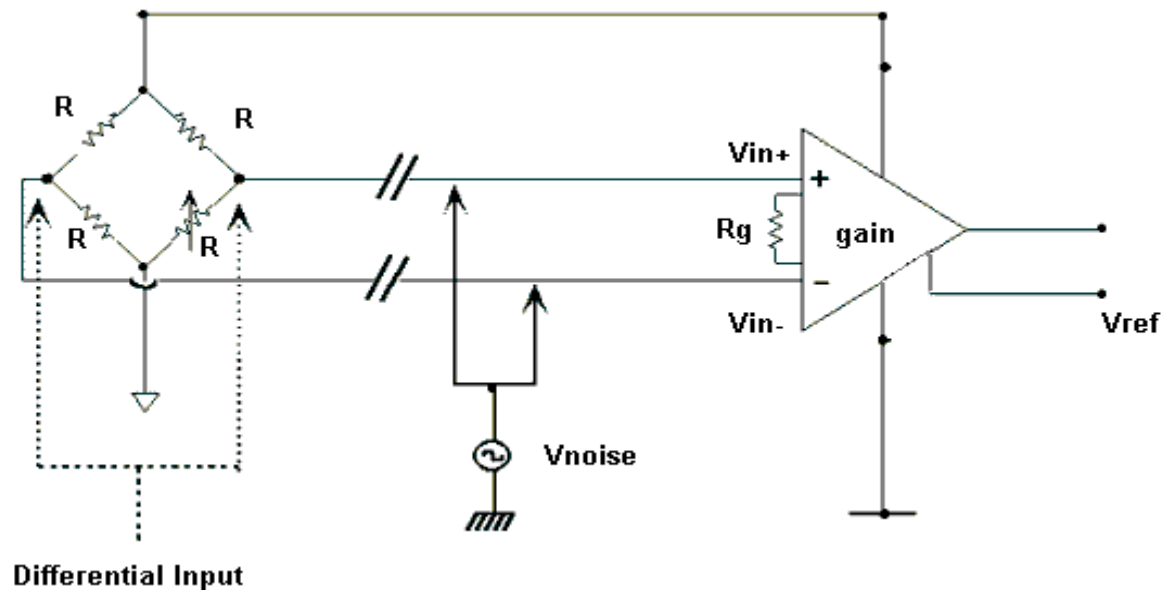 R
R
Vin+
+
R
R
Rg
gain
-
Vin-
Vref
Vnoise
Differential Input